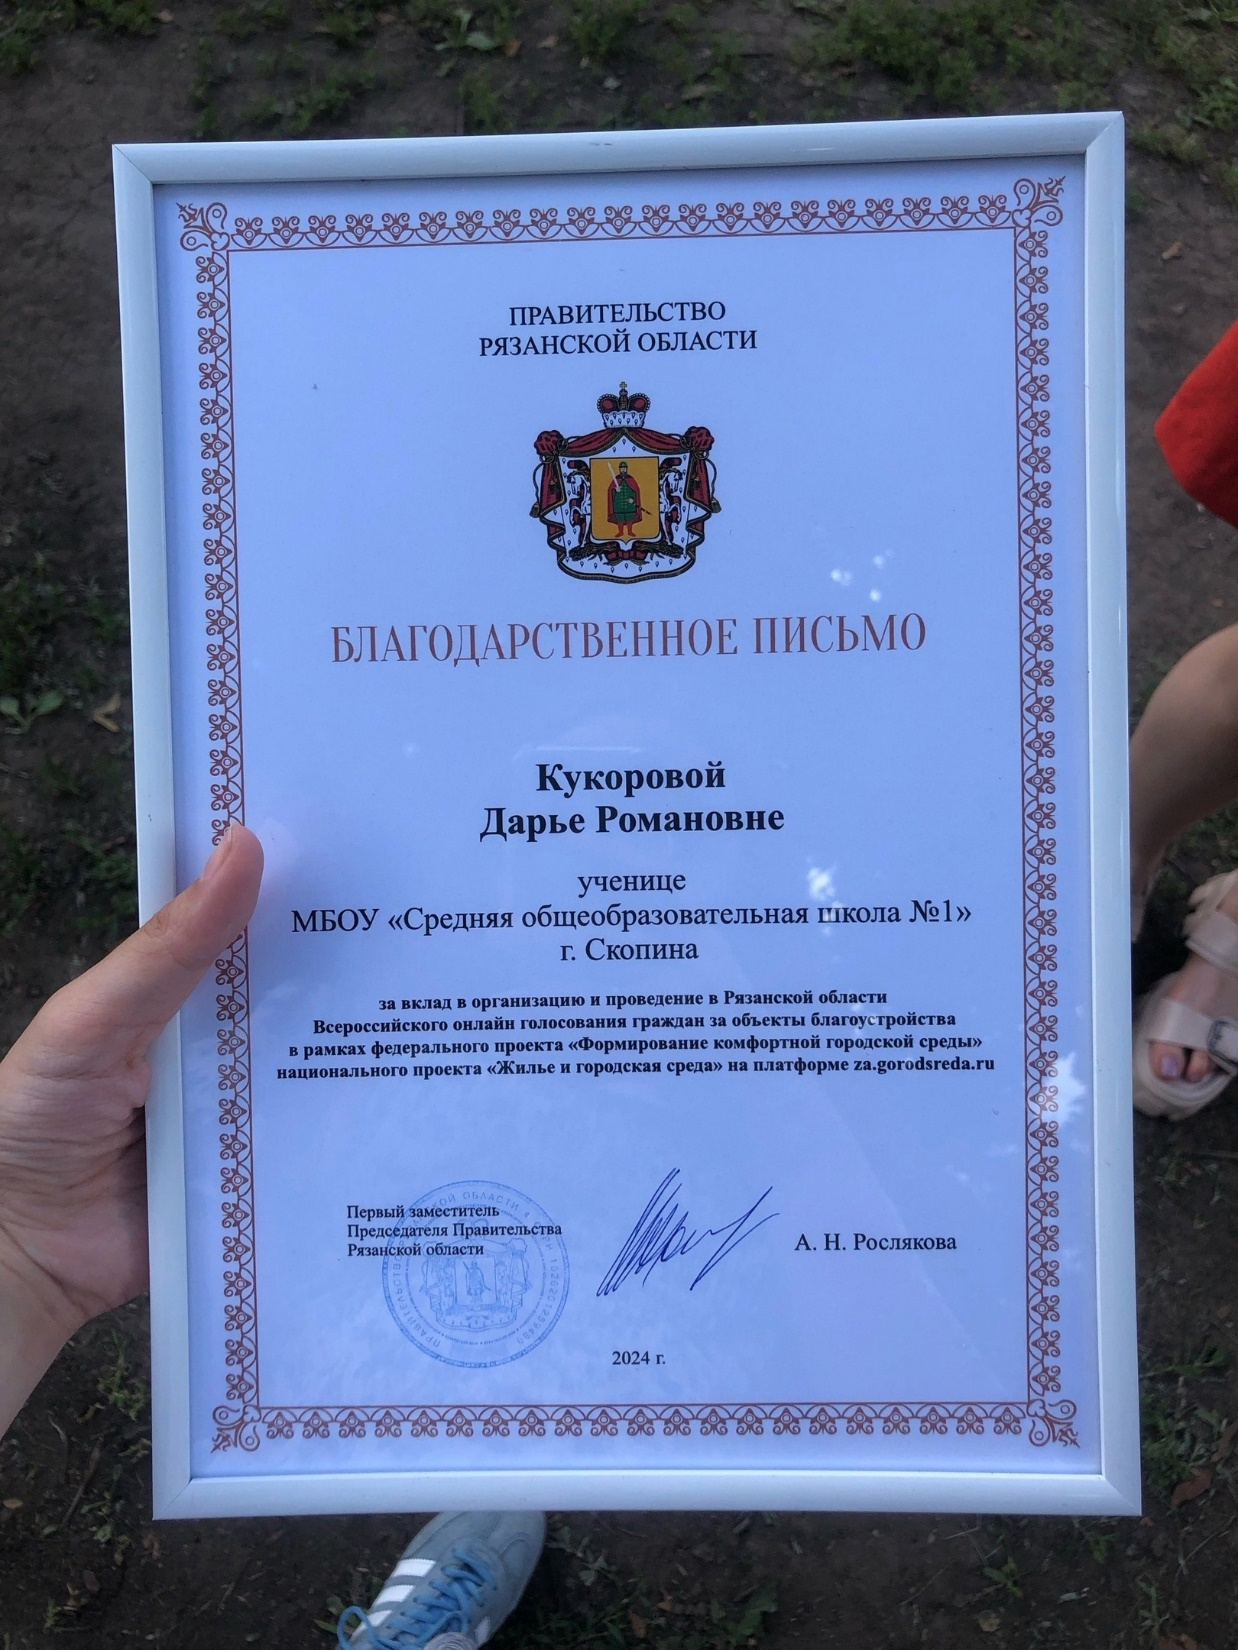 ПРАВИТЕЛЬСТВО
РЯЗАНСКОЙ ОБЛАСТИ
БЛАГОДАРСТВЕННОЕ ПИСЬМО
Кукоровой
Дарье Романовне
ученице
МБОУ «Средняя общеобразовательная школа №1»
г. Скопина
за вклад в организацию и проведение в Рязанской области
Всероссийского онлайн голосования граждан за объекты благоустройства
в рамках федерального проекта «Формирование комфортной городской среды»
национального проекта «Жилье и городская среда» на платформе za.gorodsreda.ru
Первый заместитель
Председателя Правительства
Рязанской области
А. Н. Рослякова
2024 г.